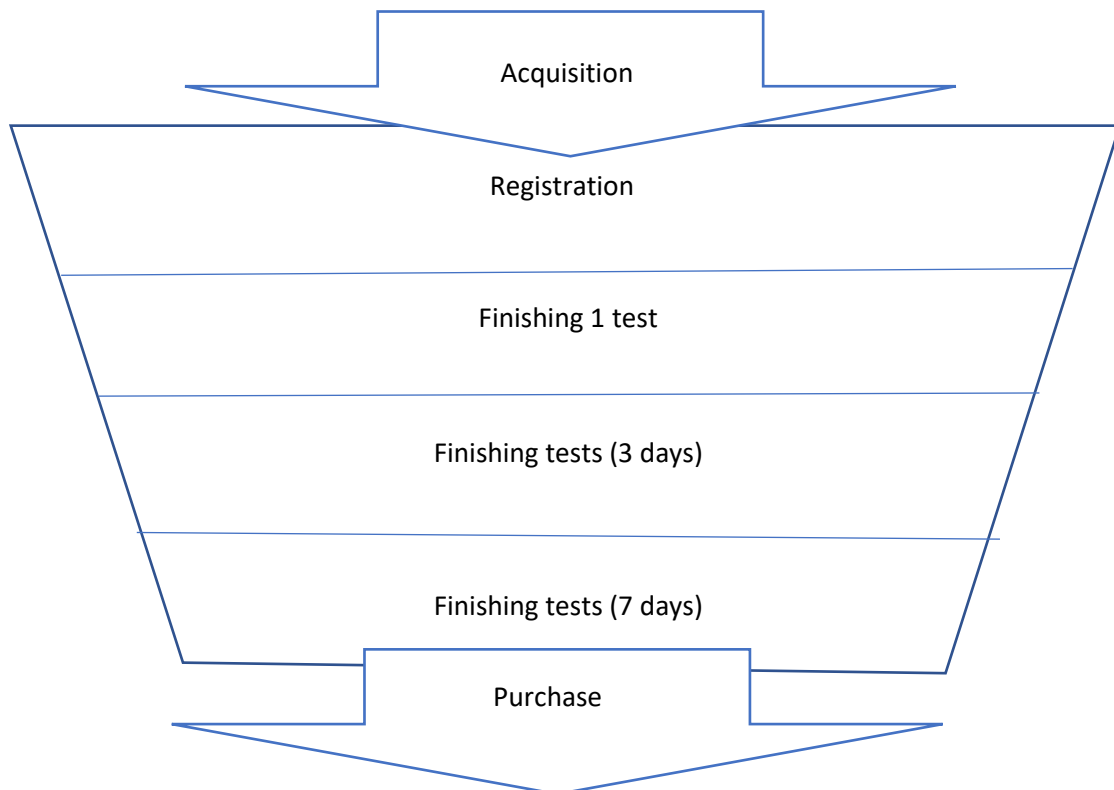 Acquisition
Registration
Finishing 1 test
Finishing tests (3 days)
Finishing tests (7 days)
Purchase